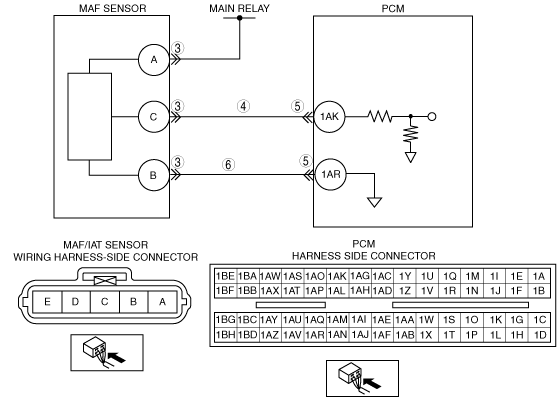 MAF SENSOR
MAIN RELAY
PCM
A
3
C
3
4
5
1AK
B
3
6
5
1AR
MAF/IAT SENSOR
WIRING HARNESS-SIDE CONNECTOR
E D C B A
PCM
HARNESS SIDE CONNECTOR
1BE 1BA 1AW 1AS 1AO 1AK 1AG 1AC 1Y 1U 1Q 1M 1I 1E 1A
1BF 1BB 1AX 1AT 1AP 1AL 1AH 1AD 1Z 1V 1R 1N 1J 1F 1B
1BG 1BC 1AY 1AU 1AQ 1AM 1AI 1AE 1AA 1W 1S 1O 1K 1G 1C
1BH 1BD 1AZ 1AV 1AR 1AN 1AJ 1AF 1AB 1X 1T 1P 1L 1H 1D